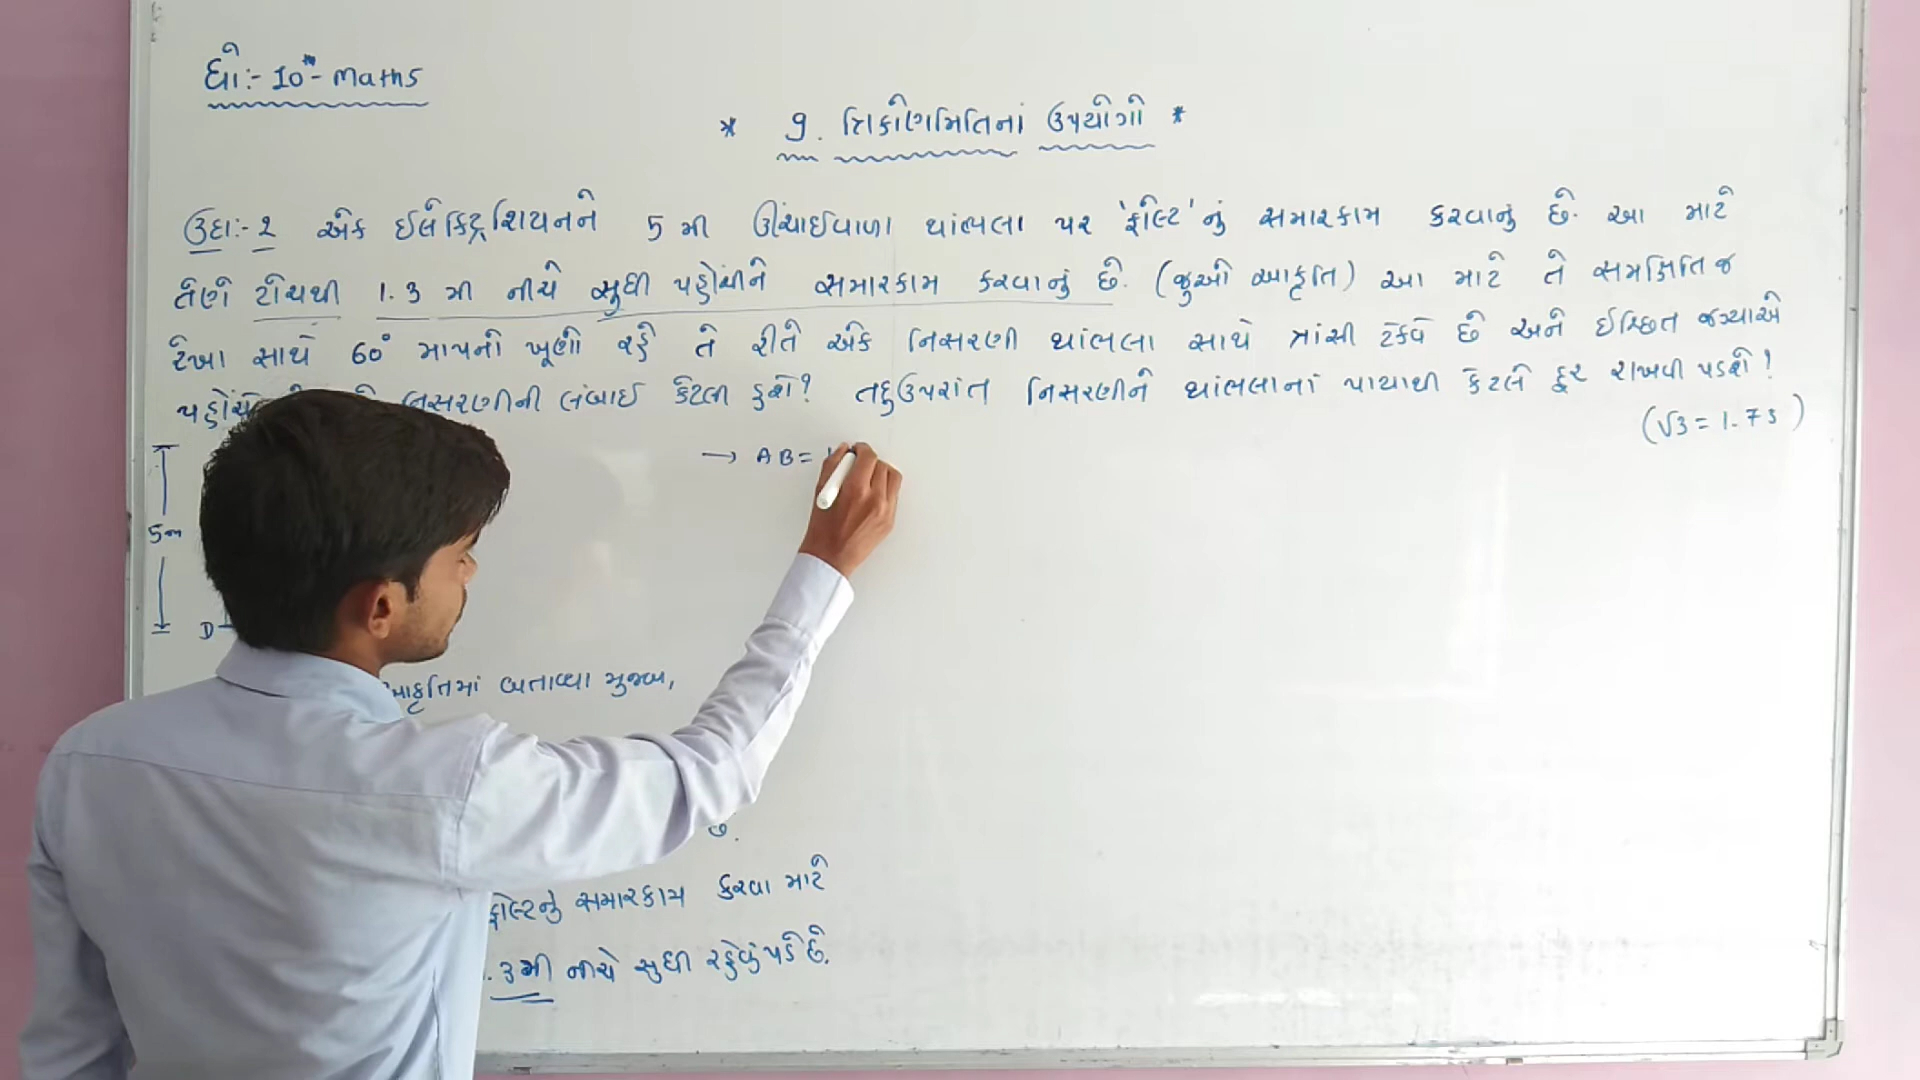 ધો:- 10th - Maths
* 9. ત્રિકોણમિતિનાં ઉપયોગો *
ઉદા:- 2 એક ઈલેક્ટ્રિશિયનને 5 મી ઊંચાઈવાળા થાંભલા પર 'ફોલ્ટ' નું સમારકામ કરવાનું છે. આ માટે
તેણે ટોચથી 1.3 મી નીચે સુધી પહોંચીને સમારકામ કરવાનું છે. (જુઓ આકૃતિ) આ માટે તે સમક્ષિતિજ
રેખા સાથે 60° માપનો ખૂણો રહે તે રીતે એક નિસરણી થાંભલા સાથે ત્રાંસી ટેકવે છે અને ઈચ્છિત જગ્યાએ
નિસરણીની લંબાઈ કેટલી હશે? તદ્ઉપરાંત નિસરણીને થાંભલાનાં પાયાથી કેટલે દુર રાખવી પડશે?
(√3 = 1.73)
→ AB =
5m
D
આકૃતિમાં બતાવ્યા મુજબ,
છે.
ફોલ્ટનું સમારકામ કરવા માટે
.3મી નીચે સુધી રહેવું પડે છે.